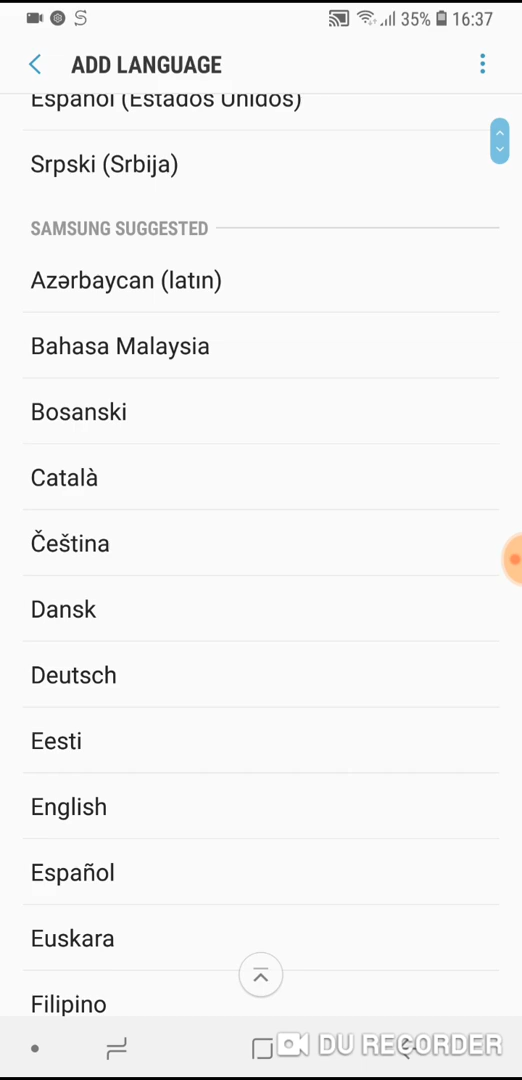 35% 16:37
ADD LANGUAGE
Español (Estados Unidos)
Srpski (Srbija)
SAMSUNG SUGGESTED
Azərbaycan (latın)
Bahasa Malaysia
Bosanski
Català
Čeština
Dansk
Deutsch
Eesti
English
Español
Euskara
Filipino
DU RECORDER